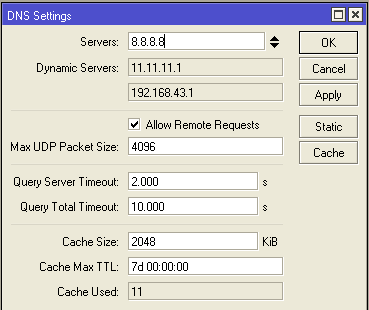 DNS Settings
Servers: 8.8.8.8
OK
Dynamic Servers: 11.11.11.1
Cancel
192.168.43.1
Apply
Allow Remote Requests
Static
Max UDP Packet Size: 4096
Cache
Query Server Timeout: 2.000 s
Query Total Timeout: 10.000 s
Cache Size: 2048 KiB
Cache Max TTL: 7d 00:00:00
Cache Used: 11